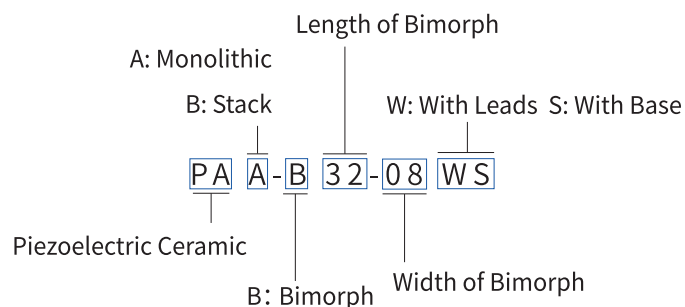 Length of Bimorph
A: Monolithic
B: Stack
W: With Leads S: With Base
PA A-B 32-08 WS
Piezoelectric Ceramic
Width of Bimorph
B: Bimorph